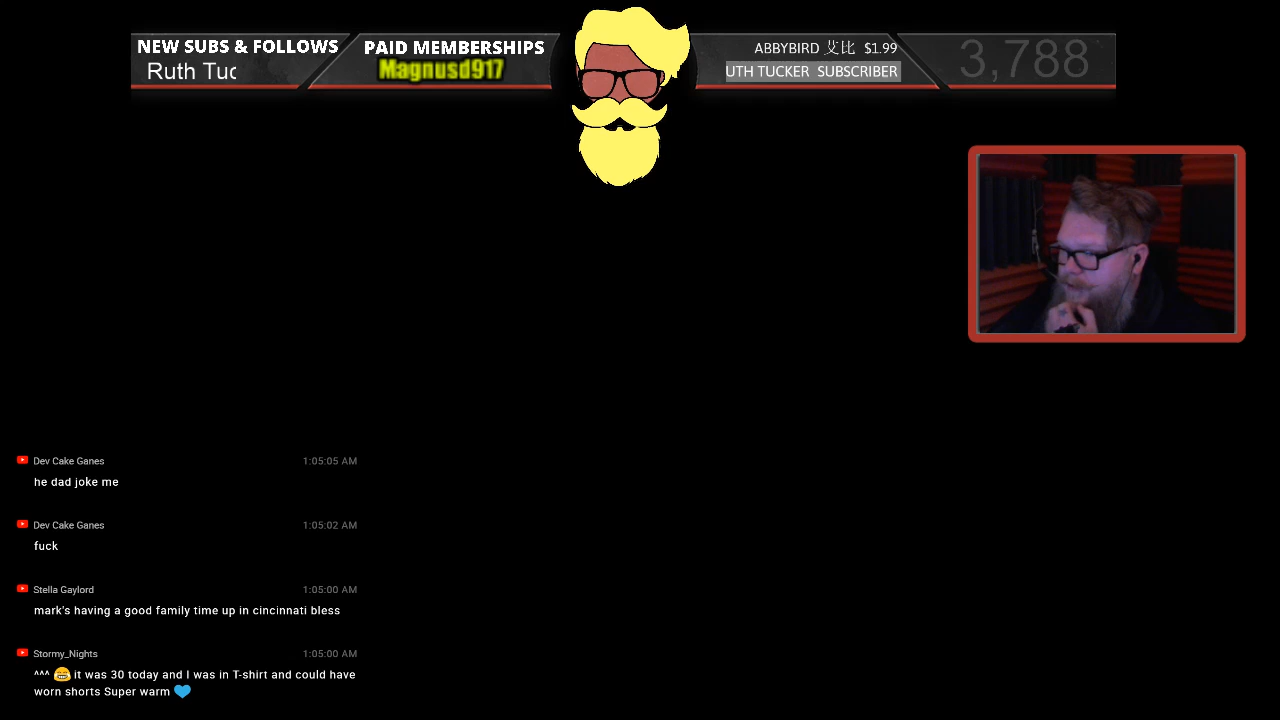 NEW SUBS & FOLLOWS
Ruth Tuc
PAID MEMBERSHIPS
Magnusd917
ABBYBIRD 艾比 $1.99
UTH TUCKER SUBSCRIBER
3,788
Dev Cake Ganes 1:05:05 AM
he dad joke me
Dev Cake Ganes 1:05:02 AM
fuck
Stella Gaylord 1:05:00 AM
mark's having a good family time up in cincinnati bless
Stormy_Nights 1:05:00 AM
^^^ 😁 it was 30 today and I was in T-shirt and could have
worn shorts Super warm 💙